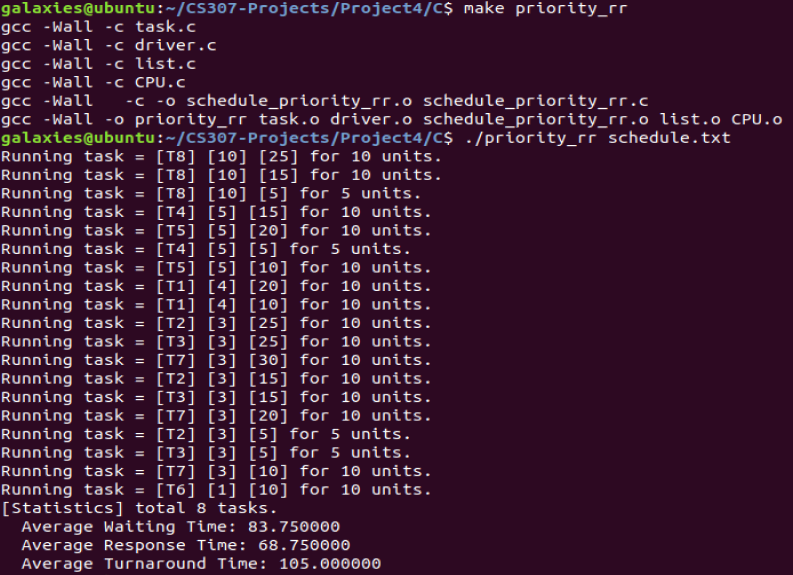 galaxies@ubuntu:~/CS307-Projects/Project4/C$ make priority_rr
gcc -Wall -c task.c
gcc -Wall -c driver.c
gcc -Wall -c list.c
gcc -Wall -c CPU.c
gcc -Wall   -c -o schedule_priority_rr.o schedule_priority_rr.c
gcc -Wall -o priority_rr task.o driver.o schedule_priority_rr.o list.o CPU.o
galaxies@ubuntu:~/CS307-Projects/Project4/C$ ./priority_rr schedule.txt
Running task = [T8] [10] [25] for 10 units.
Running task = [T8] [10] [15] for 10 units.
Running task = [T8] [10] [5] for 5 units.
Running task = [T4] [5] [15] for 10 units.
Running task = [T5] [5] [20] for 10 units.
Running task = [T4] [5] [5] for 5 units.
Running task = [T5] [5] [10] for 10 units.
Running task = [T1] [4] [20] for 10 units.
Running task = [T1] [4] [10] for 10 units.
Running task = [T2] [3] [25] for 10 units.
Running task = [T3] [3] [25] for 10 units.
Running task = [T7] [3] [30] for 10 units.
Running task = [T2] [3] [15] for 10 units.
Running task = [T3] [3] [15] for 10 units.
Running task = [T7] [3] [20] for 10 units.
Running task = [T2] [3] [5] for 5 units.
Running task = [T3] [3] [5] for 5 units.
Running task = [T7] [3] [10] for 10 units.
Running task = [T6] [1] [10] for 10 units.
[Statistics] total 8 tasks.
  Average Waiting Time: 83.750000
  Average Response Time: 68.750000
  Average Turnaround Time: 105.000000